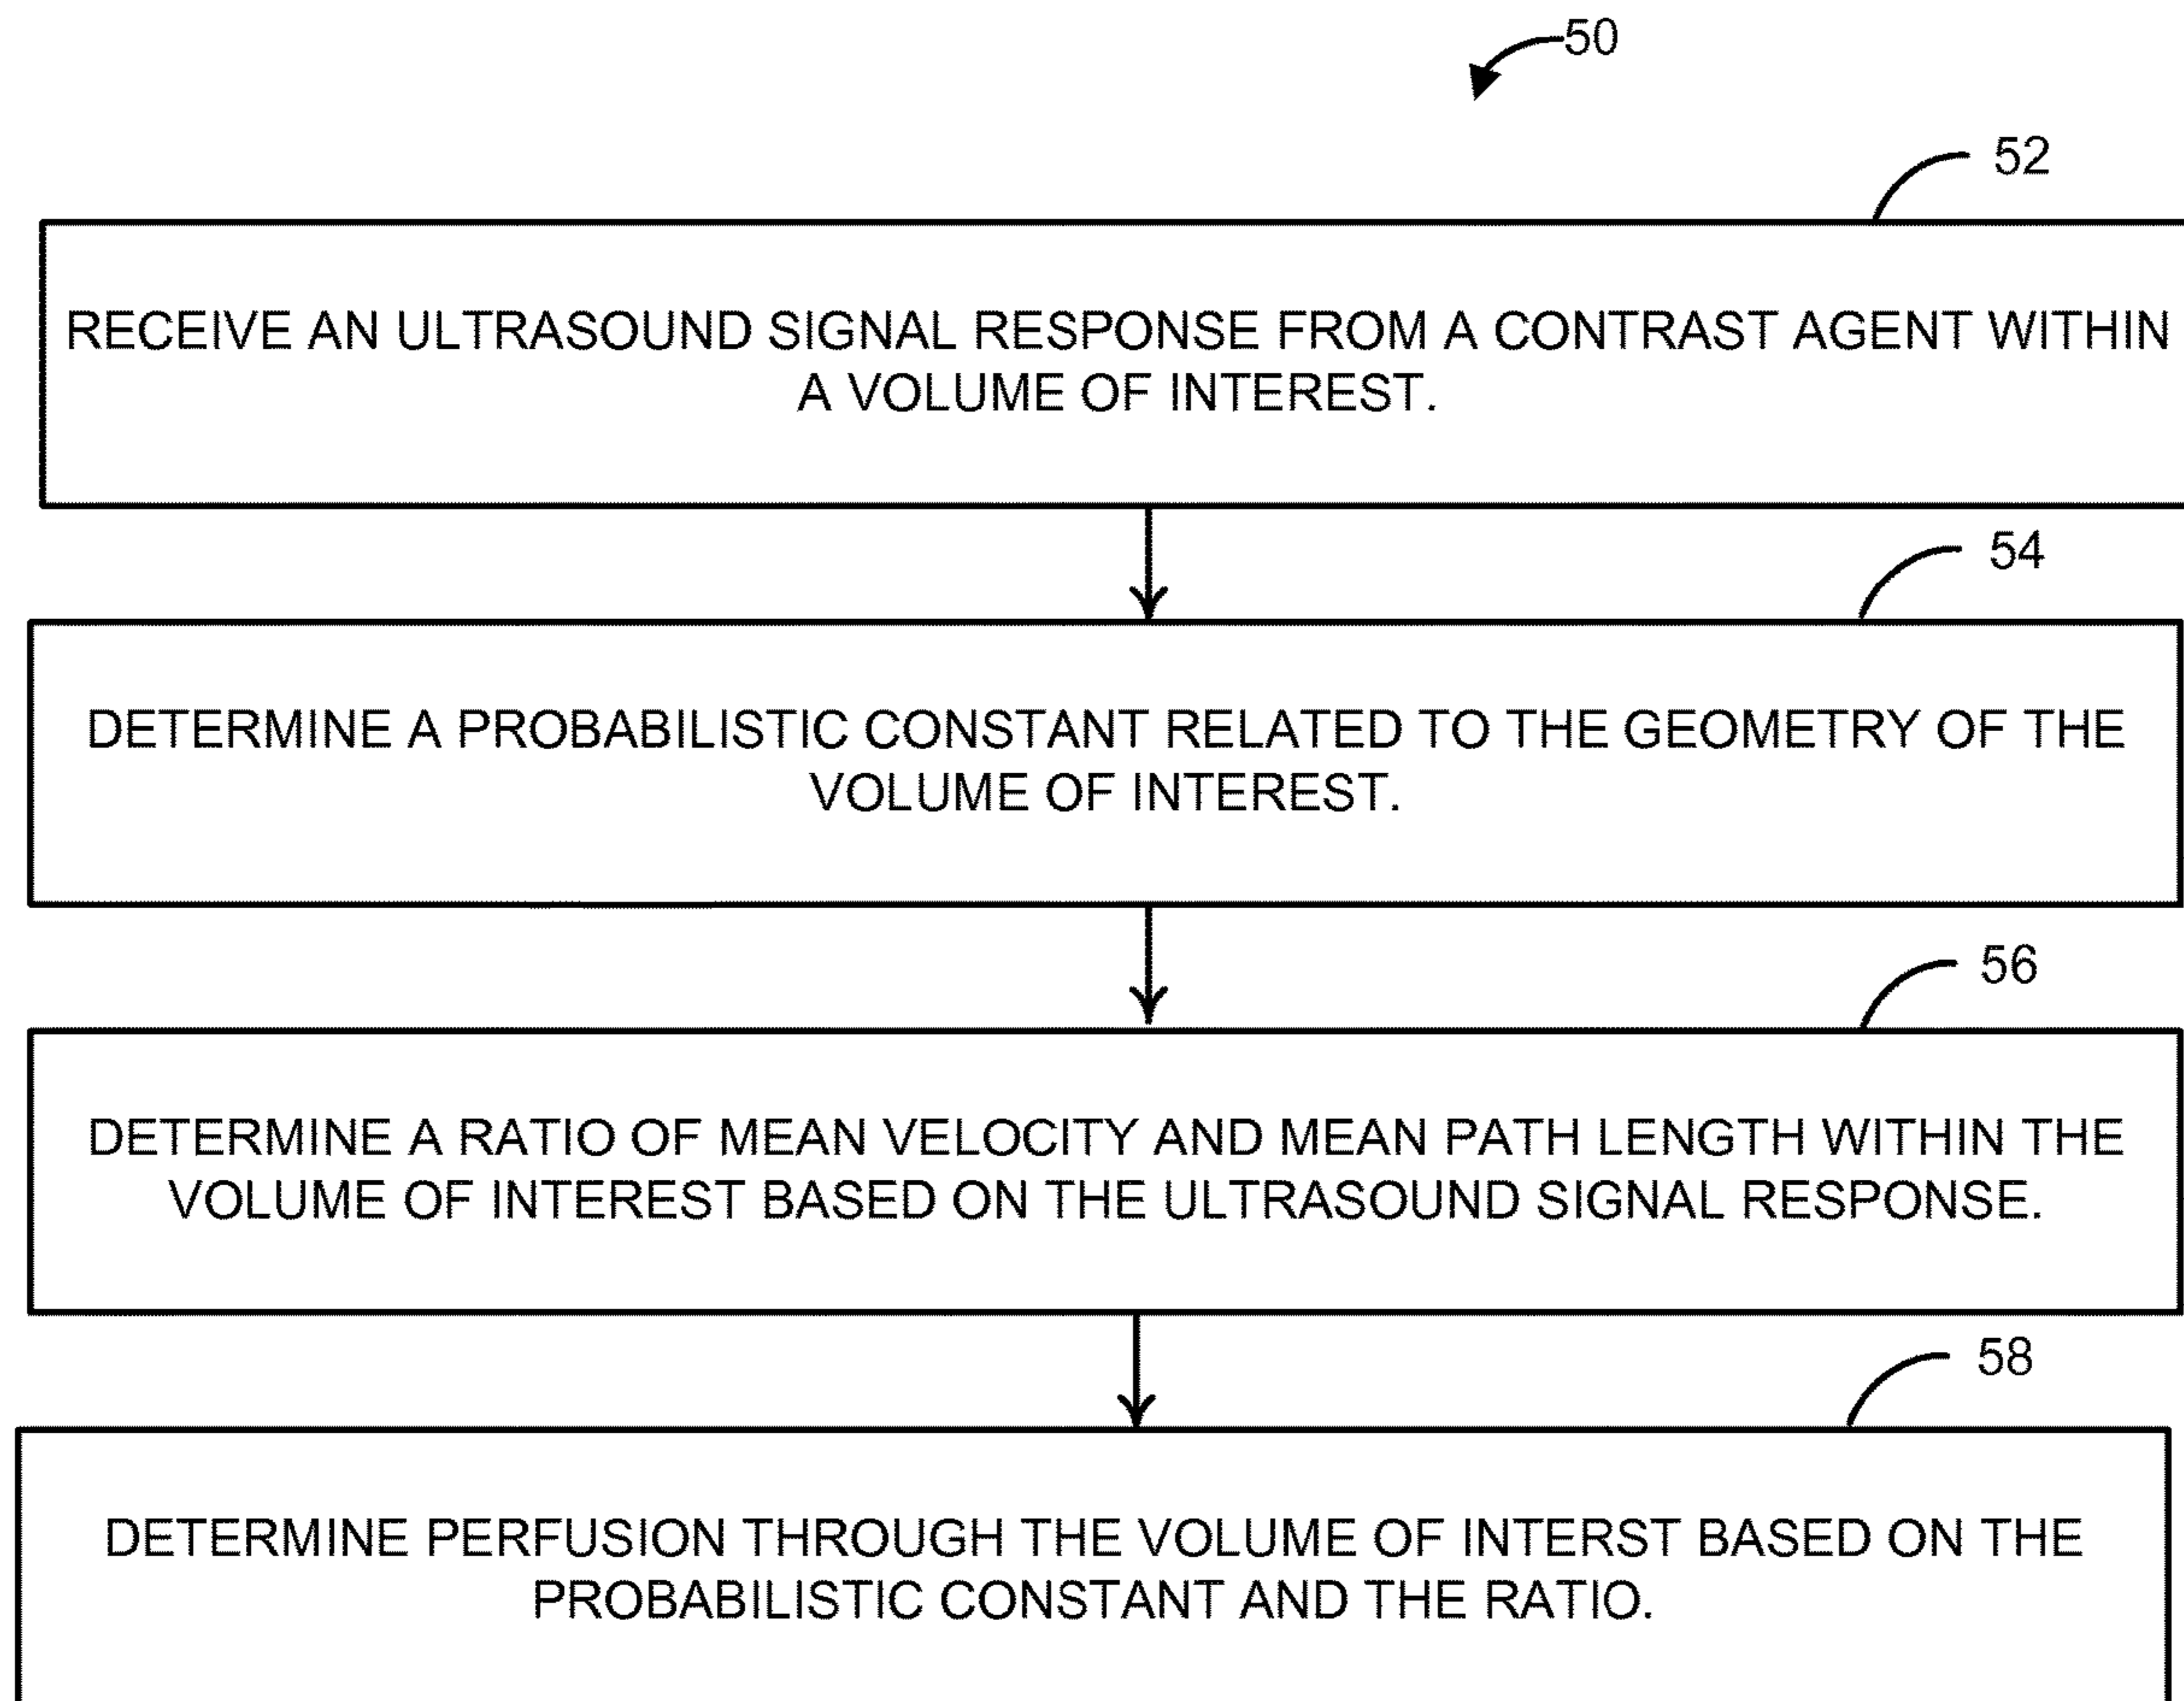 50
52
RECEIVE AN ULTRASOUND SIGNAL RESPONSE FROM A CONTRAST AGENT WITHIN
A VOLUME OF INTEREST.
54
DETERMINE A PROBABILISTIC CONSTANT RELATED TO THE GEOMETRY OF THE
VOLUME OF INTEREST.
56
DETERMINE A RATIO OF MEAN VELOCITY AND MEAN PATH LENGTH WITHIN THE
VOLUME OF INTEREST BASED ON THE ULTRASOUND SIGNAL RESPONSE.
58
DETERMINE PERFUSION THROUGH THE VOLUME OF INTERST BASED ON THE
PROBABILISTIC CONSTANT AND THE RATIO.